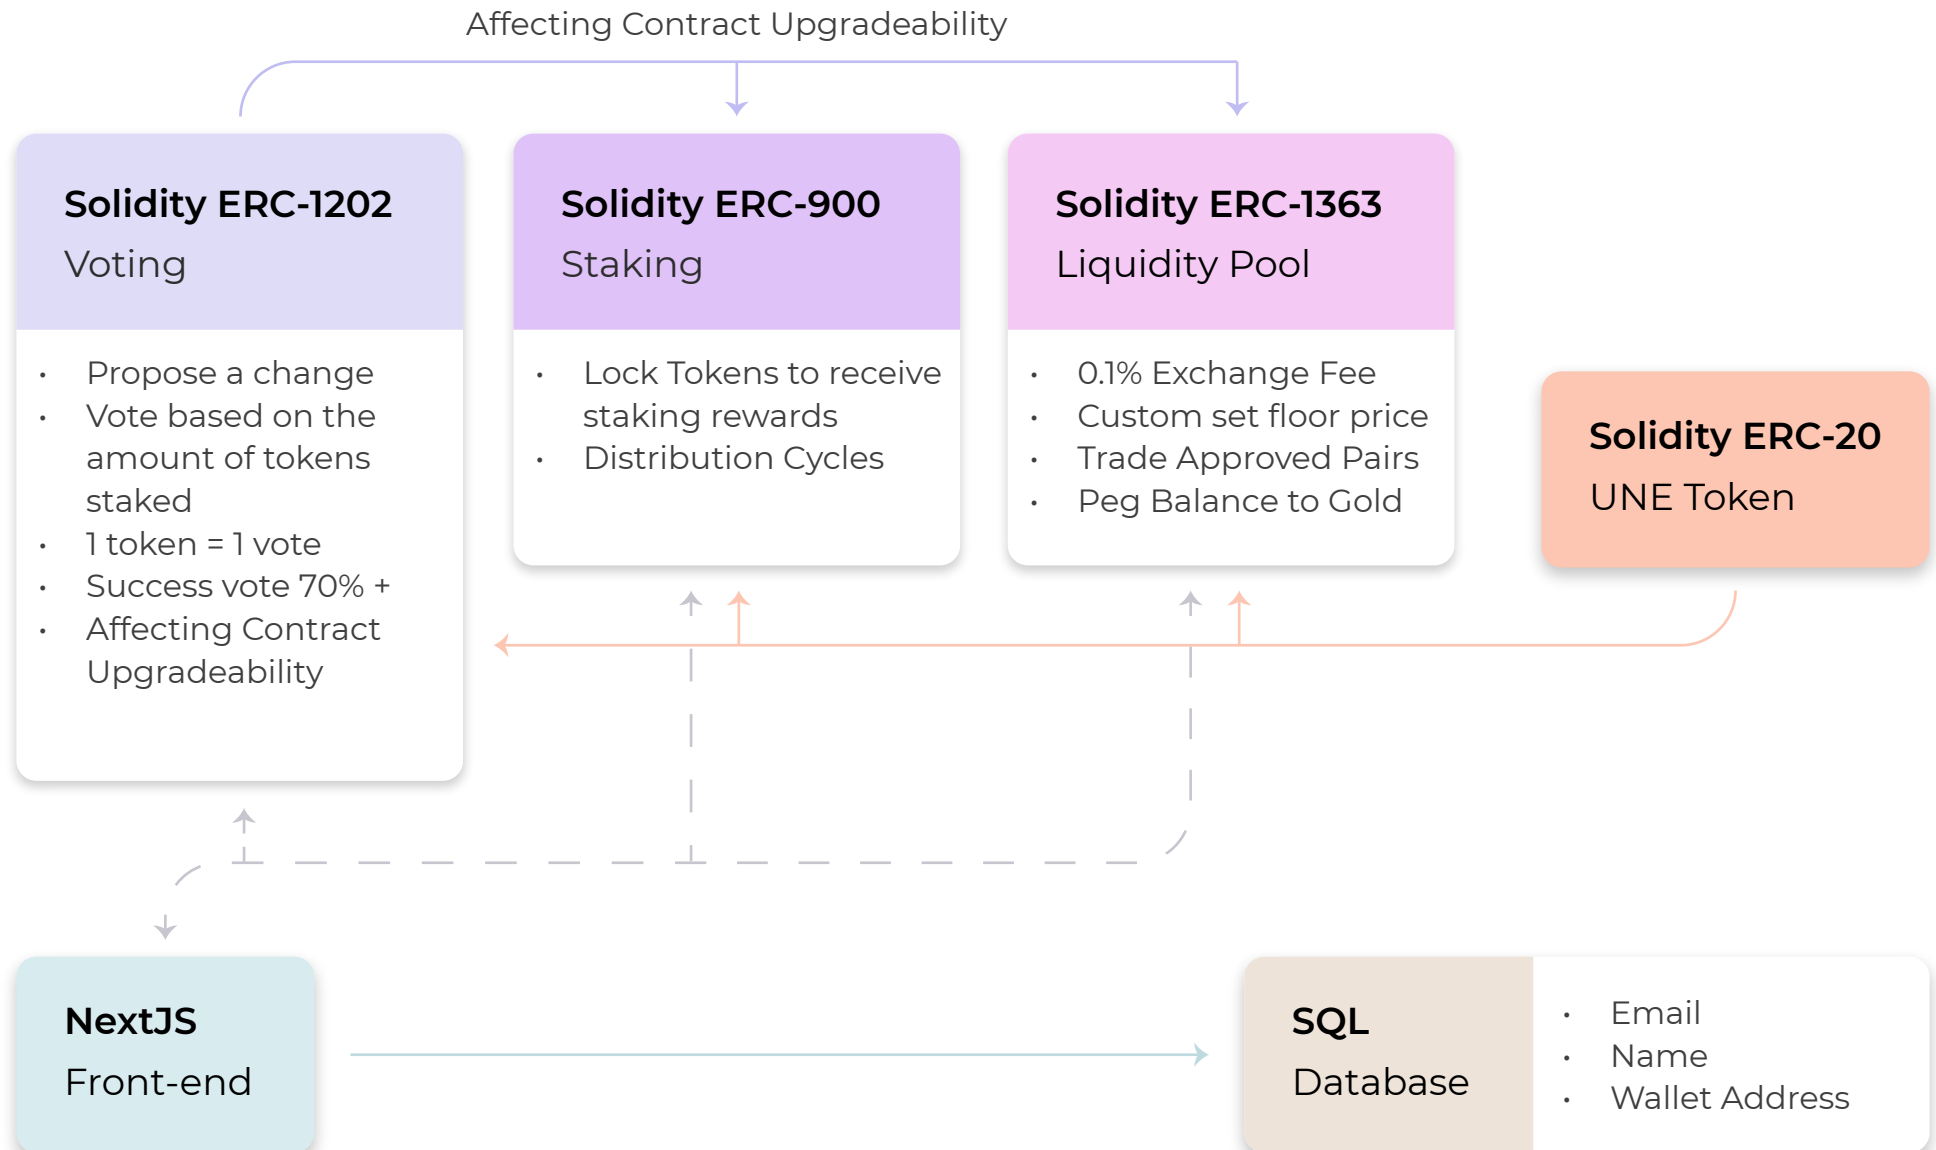 Affecting Contract Upgradeability
Solidity ERC-1202
Voting
• Propose a change
• Vote based on the
amount of tokens
staked
• 1 token = 1 vote
• Success vote 70% +
• Affecting Contract
Upgradeability
Solidity ERC-900
Staking
• Lock Tokens to receive
staking rewards
• Distribution Cycles
Solidity ERC-1363
Liquidity Pool
• 0.1% Exchange Fee
• Custom set floor price
• Trade Approved Pairs
• Peg Balance to Gold
Solidity ERC-20
UNE Token
NextJS
Front-end
SQL
Database
• Email
• Name
• Wallet Address